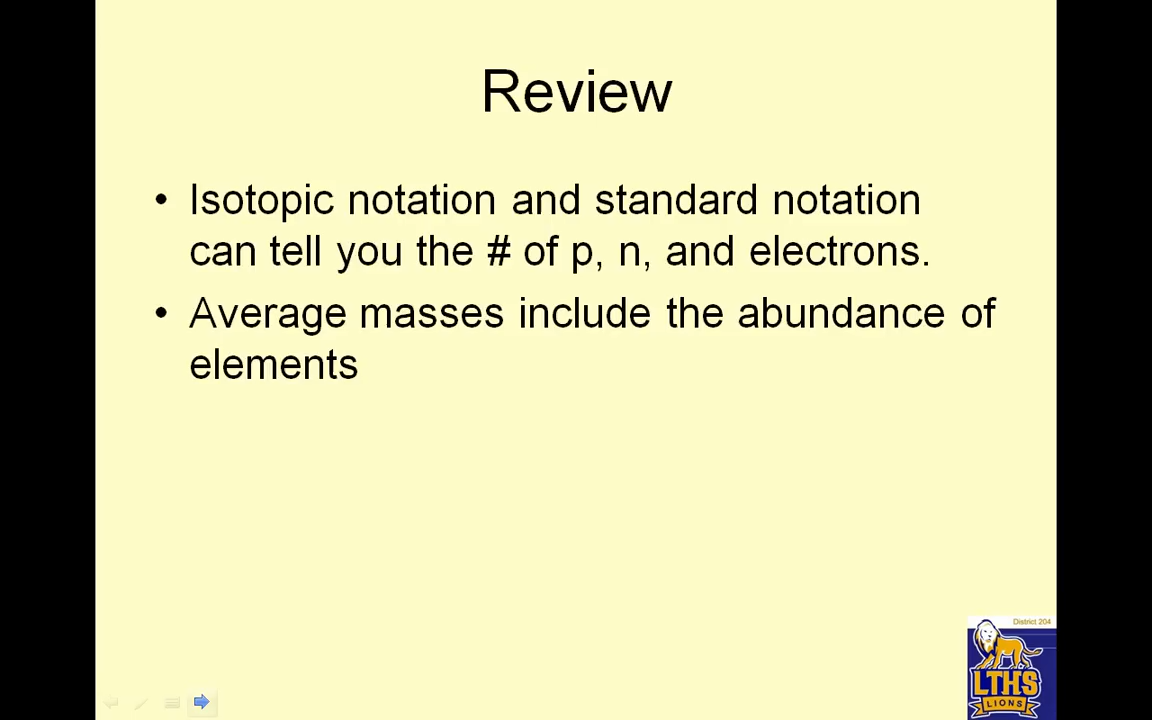 Review
• Isotopic notation and standard notation
can tell you the # of p, n, and electrons.
• Average masses include the abundance of
elements
District 204
LTHS
LIONS